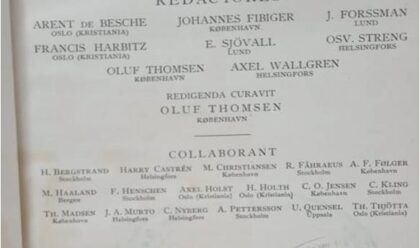 REDACTORES
ARENT DE BESCHE JOHANNES FIBIGER J. FORSSMAN
OSLO (KRISTIANIA) KØBENHAVN LUND
FRANCIS HARBITZ E. SJÖVALL OSV. STRENG
OSLO (KRISTIANIA) LUND HELSINGFORS
OLUF THOMSEN AXEL WALLGREN
KØBENHAVN HELSINGFORS
REDIGENDA CURAVIT
OLUF THOMSEN
KØBENHAVN
COLLABORANT
H. BERGSTRAND HARRY CASTRÉN M. CHRISTIANSEN R. FÅHRAEUS A. F. FØLGER
Stockholm Helsingfors København Stockholm København
M. HAALAND F. HENSCHEN AXEL HOLST H. HOLTH C. O. JENSEN C. KLING
Bergen Stockholm Oslo (Kristiania) Oslo (Kristiania) København Stockholm
TH. MADSEN J. A. MURTO C. NYBERG A. PETTERSSON U. QUENSEL TH. THJØTTA
København Helsingfors Helsingfors Stockholm Uppsala Oslo (Kristiania)